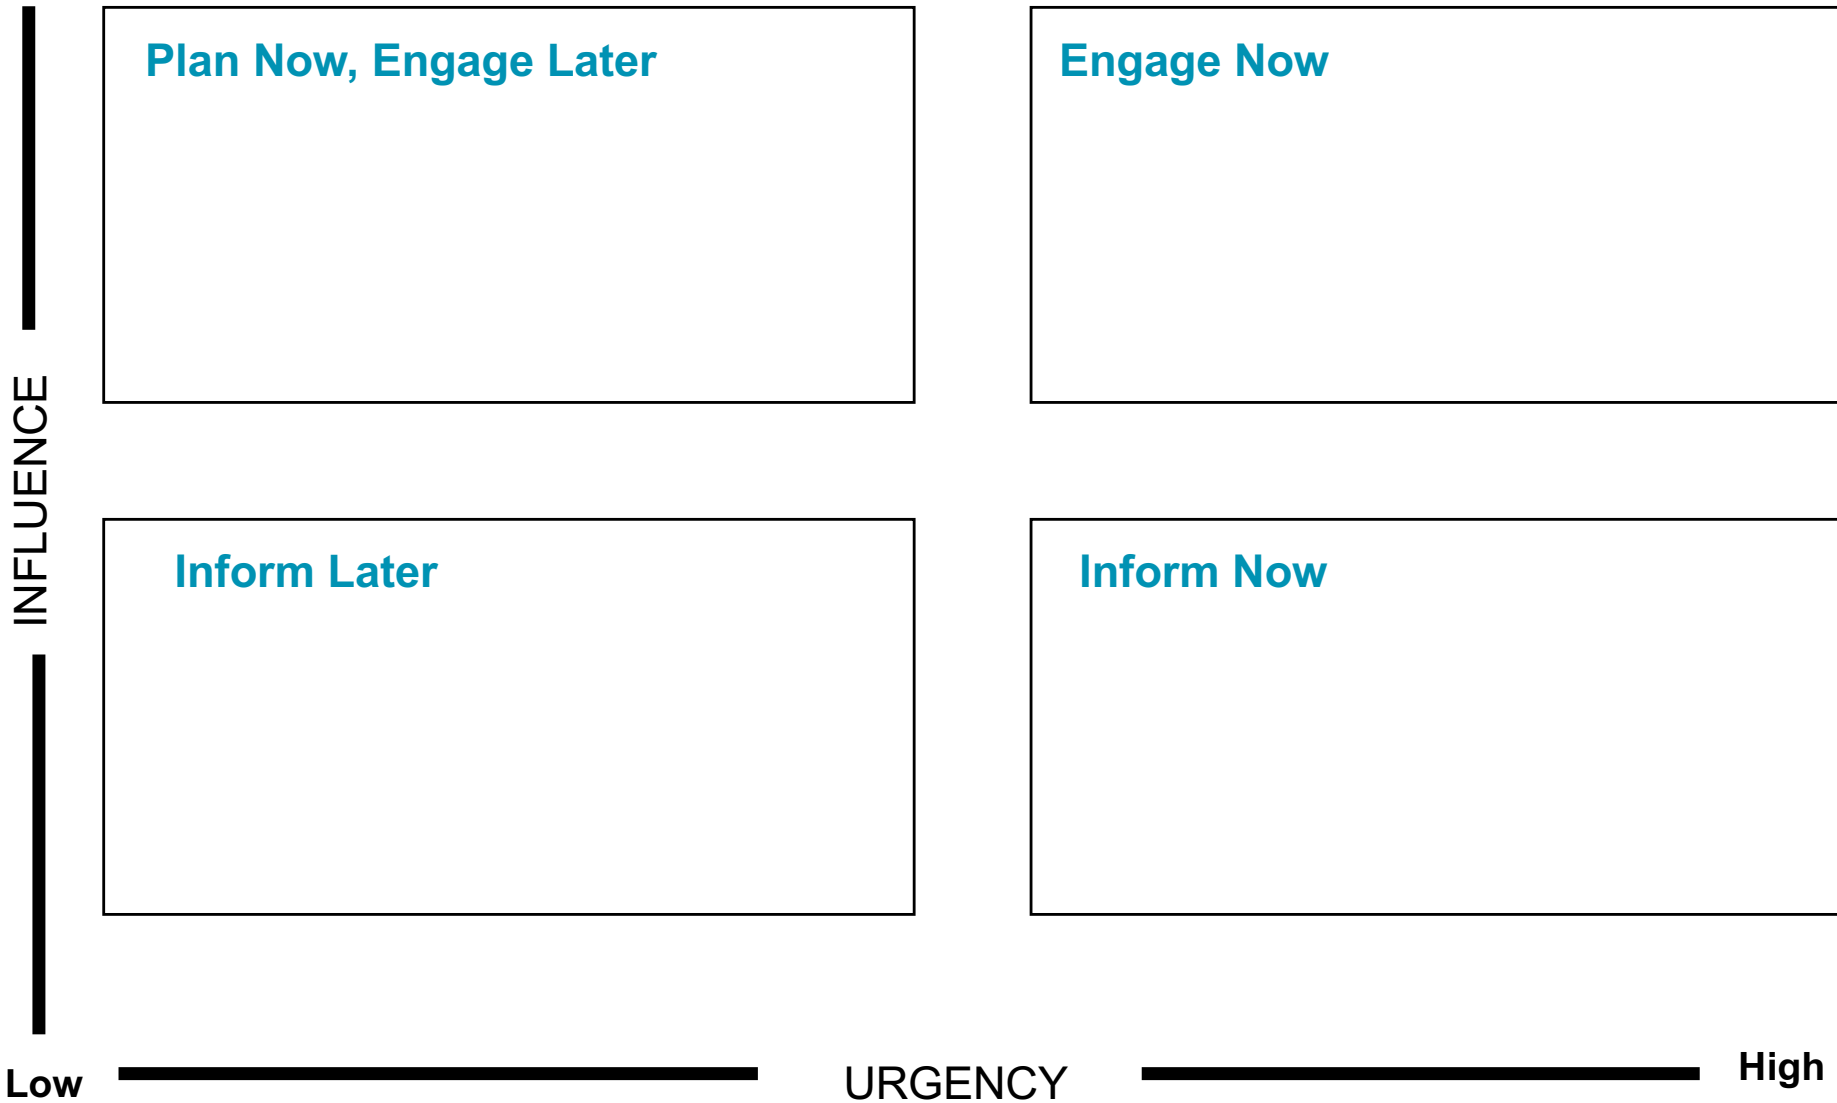 Plan Now, Engage Later
Engage Now
INFLUENCE
Inform Later
Inform Now
Low
URGENCY
High